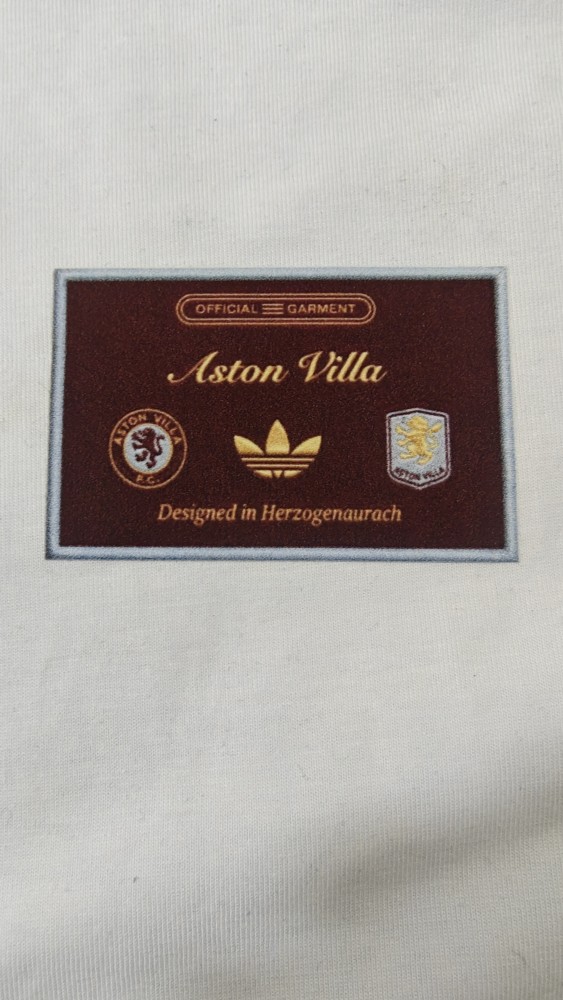 OFFICIAL GARMENT
Aston Villa
ASTON VILLA
F.C.
ASTON VILLA
Designed in Herzogenaurach